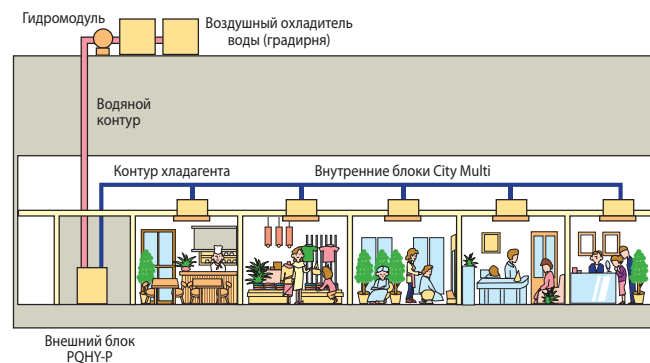 Гидромодуль
Воздушный охладитель
воды (градирня)
Водяной
контур
Контур хладагента
Внутренние блоки City Multi
Внешний блок
PQHY-P